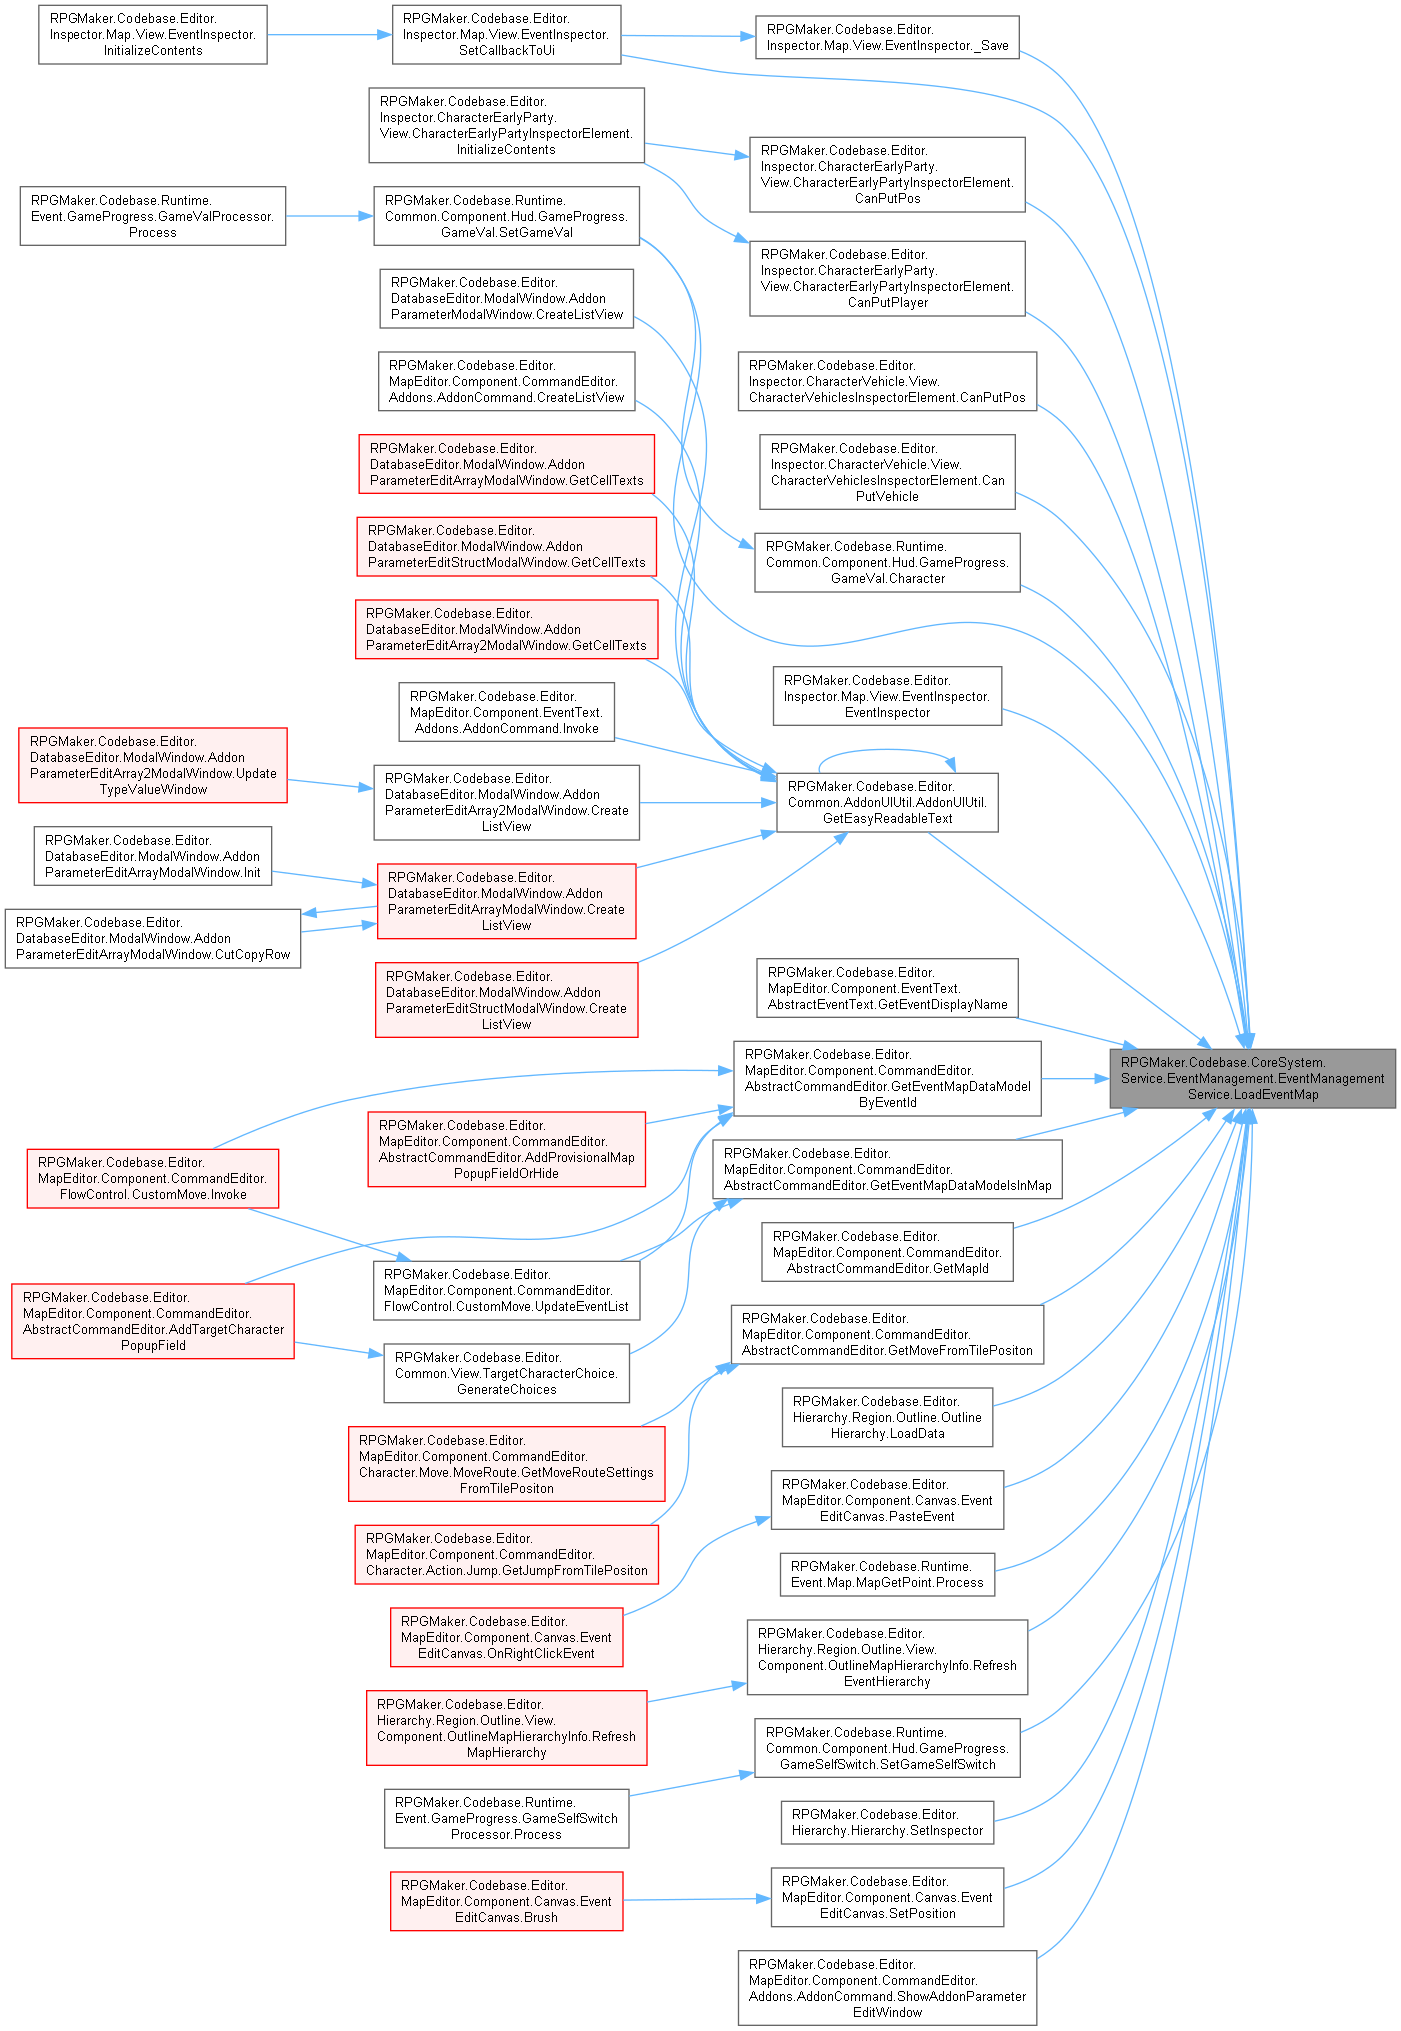 RPGMaker.Codebase.Editor.
Inspector.Map.View.EventInspector.
InitializeContents
RPGMaker.Codebase.Editor.
Inspector.Map.View.EventInspector.
SetCallbackToUi
RPGMaker.Codebase.Editor.
Inspector.Map.View.EventInspector._Save
RPGMaker.Codebase.Editor.
Inspector.CharacterEarlyParty.
View.CharacterEarlyPartyInspectorElement.
InitializeContents
RPGMaker.Codebase.Editor.
Inspector.CharacterEarlyParty.
View.CharacterEarlyPartyInspectorElement.
CanPutPos
RPGMaker.Codebase.Runtime.
Event.GameProgress.GameValProcessor.
Process
RPGMaker.Codebase.Runtime.
Common.Component.Hud.GameProgress.
GameVal.SetGameVal
RPGMaker.Codebase.Editor.
Inspector.CharacterEarlyParty.
View.CharacterEarlyPartyInspectorElement.
CanPutPlayer
RPGMaker.Codebase.Editor.
DatabaseEditor.ModalWindow.Addon
ParameterModalWindow.CreateListView
RPGMaker.Codebase.Editor.
MapEditor.Component.CommandEditor.
Addons.AddonCommand.CreateListView
RPGMaker.Codebase.Editor.
Inspector.CharacterVehicle.View.
CharacterVehiclesInspectorElement.CanPutPos
RPGMaker.Codebase.Editor.
DatabaseEditor.ModalWindow.Addon
ParameterEditArrayModalWindow.GetCellTexts
RPGMaker.Codebase.Editor.
Inspector.CharacterVehicle.View.
CharacterVehiclesInspectorElement.Can
PutVehicle
RPGMaker.Codebase.Editor.
DatabaseEditor.ModalWindow.Addon
ParameterEditStructModalWindow.GetCellTexts
RPGMaker.Codebase.Runtime.
Common.Component.Hud.GameProgress.
GameVal.Character
RPGMaker.Codebase.Editor.
DatabaseEditor.ModalWindow.Addon
ParameterEditArray2ModalWindow.GetCellTexts
RPGMaker.Codebase.Editor.
MapEditor.Component.EventText.
Addons.AddonCommand.Invoke
RPGMaker.Codebase.Editor.
Inspector.Map.View.EventInspector.
EventInspector
RPGMaker.Codebase.Editor.
DatabaseEditor.ModalWindow.Addon
ParameterEditArray2ModalWindow.Update
TypeValueWindow
RPGMaker.Codebase.Editor.
DatabaseEditor.ModalWindow.Addon
ParameterEditArray2ModalWindow.Create
ListView
RPGMaker.Codebase.Editor.
Common.AddonUIUtil.AddonUIUtil.
GetEasyReadableText
RPGMaker.Codebase.Editor.
DatabaseEditor.ModalWindow.Addon
ParameterEditArrayModalWindow.Init
RPGMaker.Codebase.Editor.
DatabaseEditor.ModalWindow.Addon
ParameterEditArrayModalWindow.Create
ListView
RPGMaker.Codebase.Editor.
DatabaseEditor.ModalWindow.Addon
ParameterEditArrayModalWindow.CutCopyRow
RPGMaker.Codebase.Editor.
DatabaseEditor.ModalWindow.Addon
ParameterEditStructModalWindow.Create
ListView
RPGMaker.Codebase.Editor.
MapEditor.Component.EventText.
AbstractEventText.GetEventDisplayName
RPGMaker.Codebase.Editor.
MapEditor.Component.CommandEditor.
AbstractCommandEditor.GetEventMapDataModel
ByEventId
RPGMaker.Codebase.CoreSystem.
Service.EventManagement.EventManagement
Service.LoadEventMap
RPGMaker.Codebase.Editor.
MapEditor.Component.CommandEditor.
AbstractCommandEditor.AddProvisionalMap
PopupFieldOrHide
RPGMaker.Codebase.Editor.
MapEditor.Component.CommandEditor.
FlowControl.CustomMove.Invoke
RPGMaker.Codebase.Editor.
MapEditor.Component.CommandEditor.
AbstractCommandEditor.GetEventMapDataModelsInMap
RPGMaker.Codebase.Editor.
MapEditor.Component.CommandEditor.
AbstractCommandEditor.GetMapId
RPGMaker.Codebase.Editor.
MapEditor.Component.CommandEditor.
FlowControl.CustomMove.UpdateEventList
RPGMaker.Codebase.Editor.
MapEditor.Component.CommandEditor.
AbstractCommandEditor.AddTargetCharacter
PopupField
RPGMaker.Codebase.Editor.
MapEditor.Component.CommandEditor.
AbstractCommandEditor.GetMoveFromTilePositon
RPGMaker.Codebase.Editor.
Common.View.TargetCharacterChoice.
GenerateChoices
RPGMaker.Codebase.Editor.
Hierarchy.Region.Outline.Outline
Hierarchy.LoadData
RPGMaker.Codebase.Editor.
MapEditor.Component.CommandEditor.
Character.Move.MoveRoute.GetMoveRouteSettings
FromTilePositon
RPGMaker.Codebase.Editor.
MapEditor.Component.Canvas.Event
EditCanvas.PasteEvent
RPGMaker.Codebase.Editor.
MapEditor.Component.CommandEditor.
Character.Action.Jump.GetJumpFromTilePositon
RPGMaker.Codebase.Runtime.
Event.Map.MapGetPoint.Process
RPGMaker.Codebase.Editor.
MapEditor.Component.Canvas.Event
EditCanvas.OnRightClickEvent
RPGMaker.Codebase.Editor.
Hierarchy.Region.Outline.View.
Component.OutlineMapHierarchyInfo.Refresh
EventHierarchy
RPGMaker.Codebase.Editor.
Hierarchy.Region.Outline.View.
Component.OutlineMapHierarchyInfo.Refresh
MapHierarchy
RPGMaker.Codebase.Runtime.
Common.Component.Hud.GameProgress.
GameSelfSwitch.SetGameSelfSwitch
RPGMaker.Codebase.Runtime.
Event.GameProgress.GameSelfSwitch
Processor.Process
RPGMaker.Codebase.Editor.
Hierarchy.Hierarchy.SetInspector
RPGMaker.Codebase.Editor.
MapEditor.Component.Canvas.Event
EditCanvas.Brush
RPGMaker.Codebase.Editor.
MapEditor.Component.Canvas.Event
EditCanvas.SetPosition
RPGMaker.Codebase.Editor.
MapEditor.Component.CommandEditor.
Addons.AddonCommand.ShowAddonParameter
EditWindow